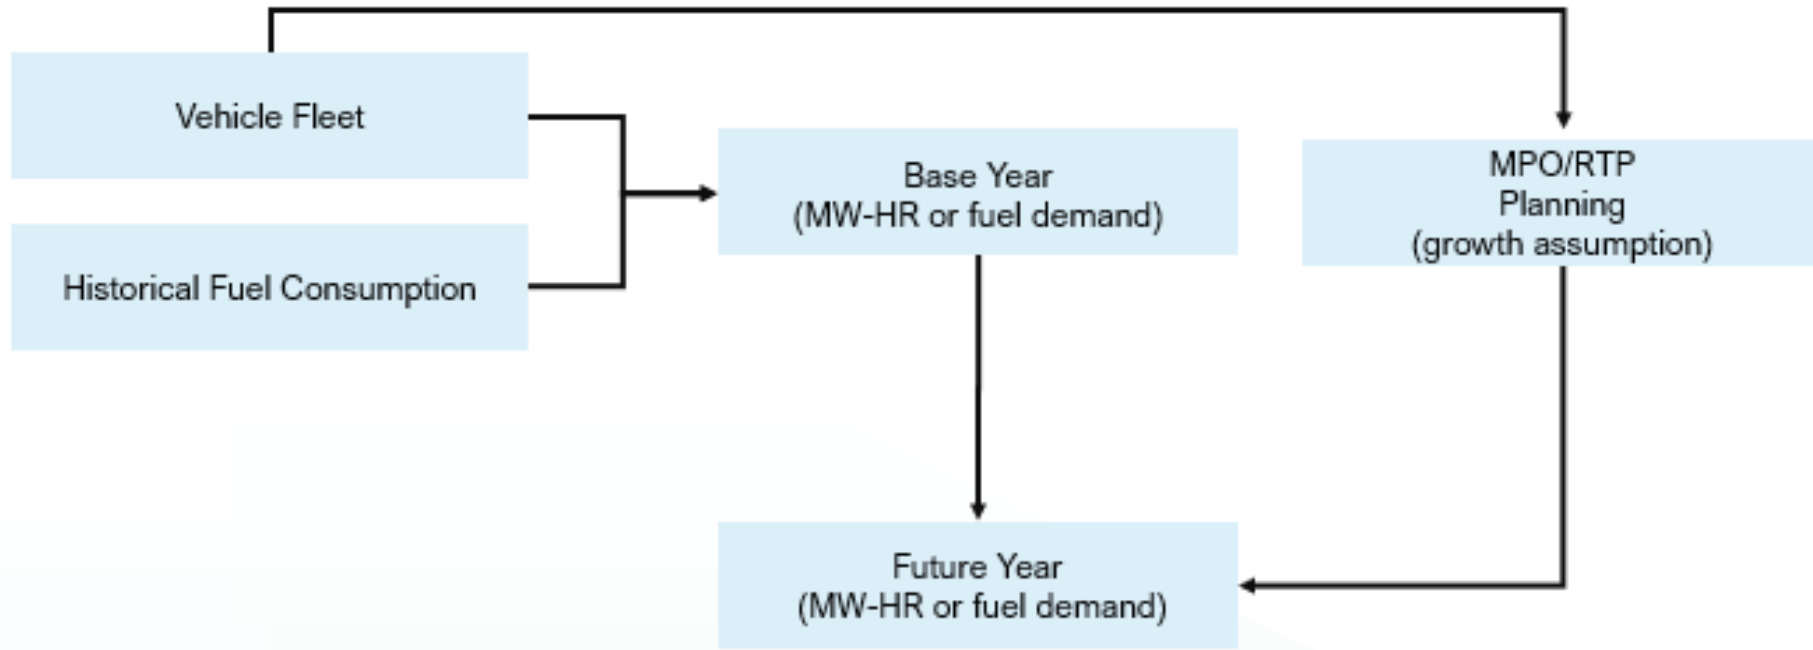 Vehicle Fleet
Historical Fuel Consumption
Base Year
(MW-HR or fuel demand)
MPO/RTP
Planning
(growth assumption)
Future Year
(MW-HR or fuel demand)